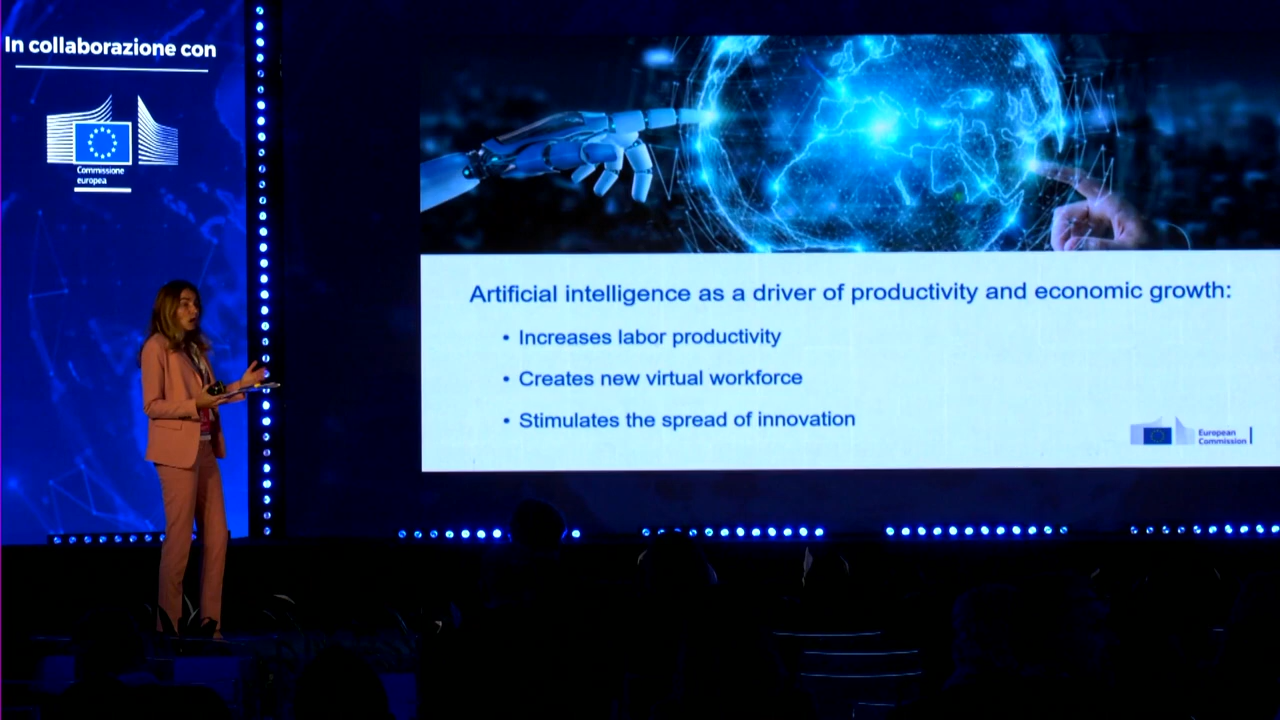 In collaborazione con
Commissione
europea
Artificial intelligence as a driver of productivity and economic growth:
• Increases labor productivity
• Creates new virtual workforce
• Stimulates the spread of innovation
European
Commission